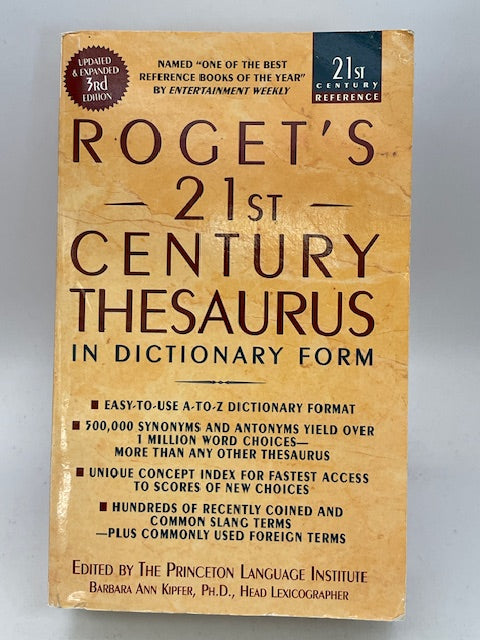 UPDATED
& EXPANDED
3rd
EDITION
NAMED "ONE OF THE BEST
REFERENCE BOOKS OF THE YEAR"
BY ENTERTAINMENT WEEKLY
21ST
CENTURY
REFERENCE
ROGET'S
21ST
CENTURY
THESAURUS
IN DICTIONARY FORM
■ EASY-TO-USE A-TO-Z DICTIONARY FORMAT
■ 500,000 SYNONYMS AND ANTONYMS YIELD OVER
1 MILLION WORD CHOICES—
MORE THAN ANY OTHER THESAURUS
■ UNIQUE CONCEPT INDEX FOR FASTEST ACCESS
TO SCORES OF NEW CHOICES
■ HUNDREDS OF RECENTLY COINED AND
COMMON SLANG TERMS
—PLUS COMMONLY USED FOREIGN TERMS
EDITED BY THE PRINCETON LANGUAGE INSTITUTE
BARBARA ANN KIPFER, PH.D., HEAD LEXICOGRAPHER